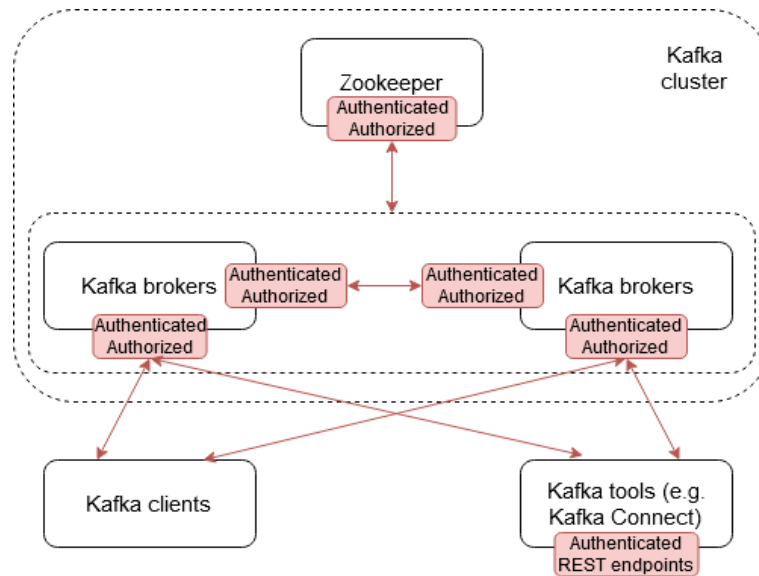 Kafka
cluster
Zookeeper
Authenticated
Authorized
Kafka brokers
Authenticated
Authorized
Authenticated
Authorized
Kafka brokers
Authenticated
Authorized
Authenticated
Authorized
Kafka clients
Kafka tools (e.g.
Kafka Connect)
Authenticated
REST endpoints